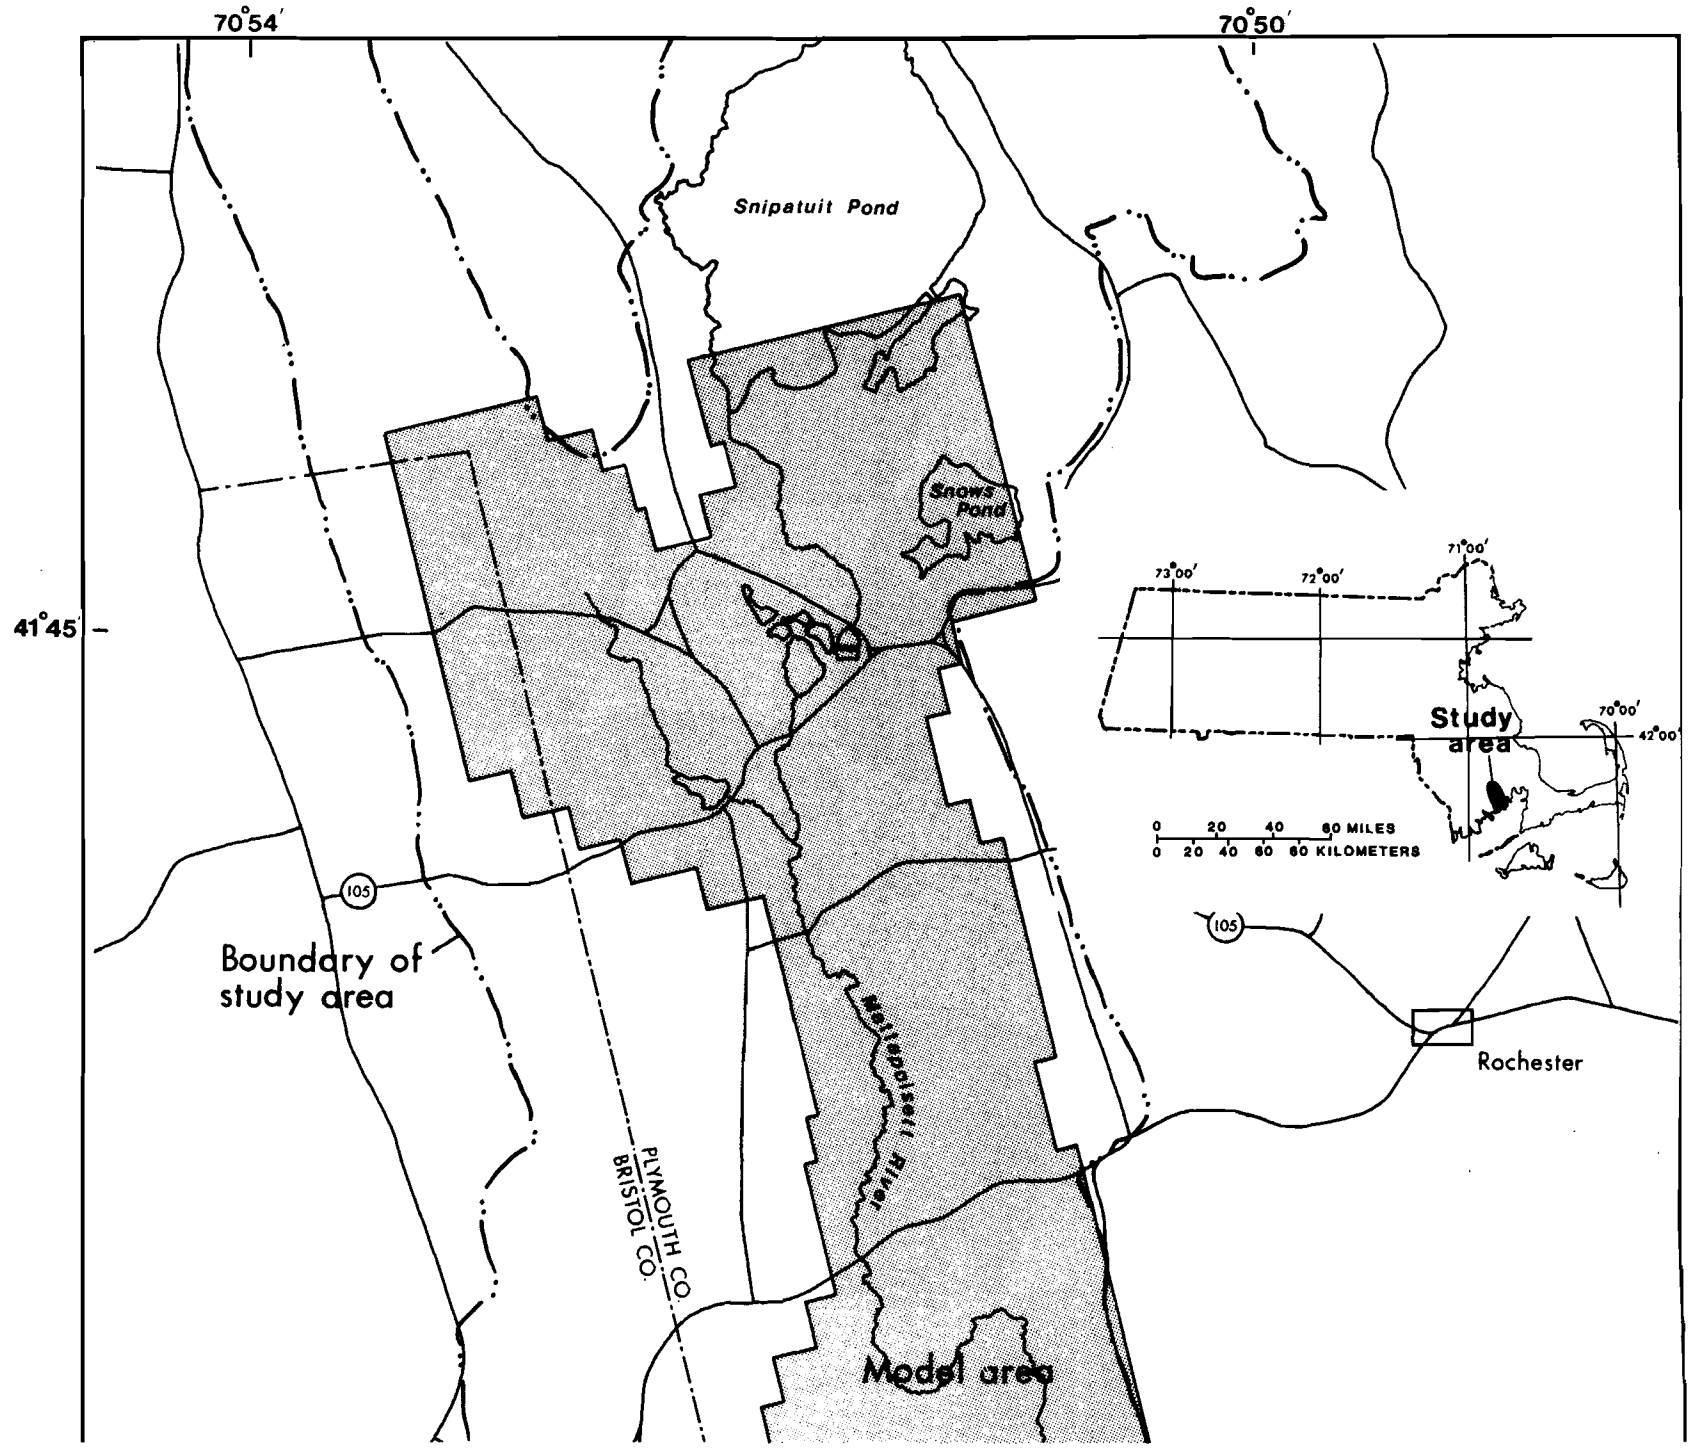 70°54′
70°50′
Snipatuit Pond
Snows
Pond
41°45′
71°00′
73°00′
72°00′
70°00′
Study
area
42°00′
0 20 40 60 MILES
0 20 40 60 60 KILOMETERS
105
105
Boundary of
study area
Rochester
Mattapoisett River
PLYMOUTH CO.
BRISTOL CO.
Model area